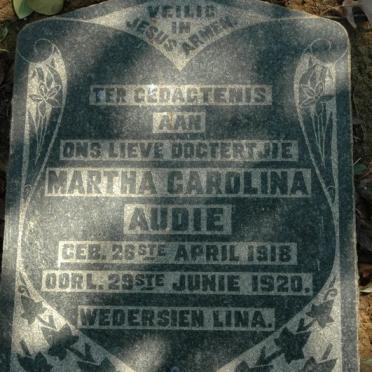 VEILIG
IN
JESUS ARMEN.
TER GEDAGTENIS
AAN
ONS LIEVE DOGTERTJIE
MARTHA CAROLINA
AUDIE
GEB. 26STE APRIL 1918
OORL. 29STE JUNIE 1920.
WEDERSIEN LINA.